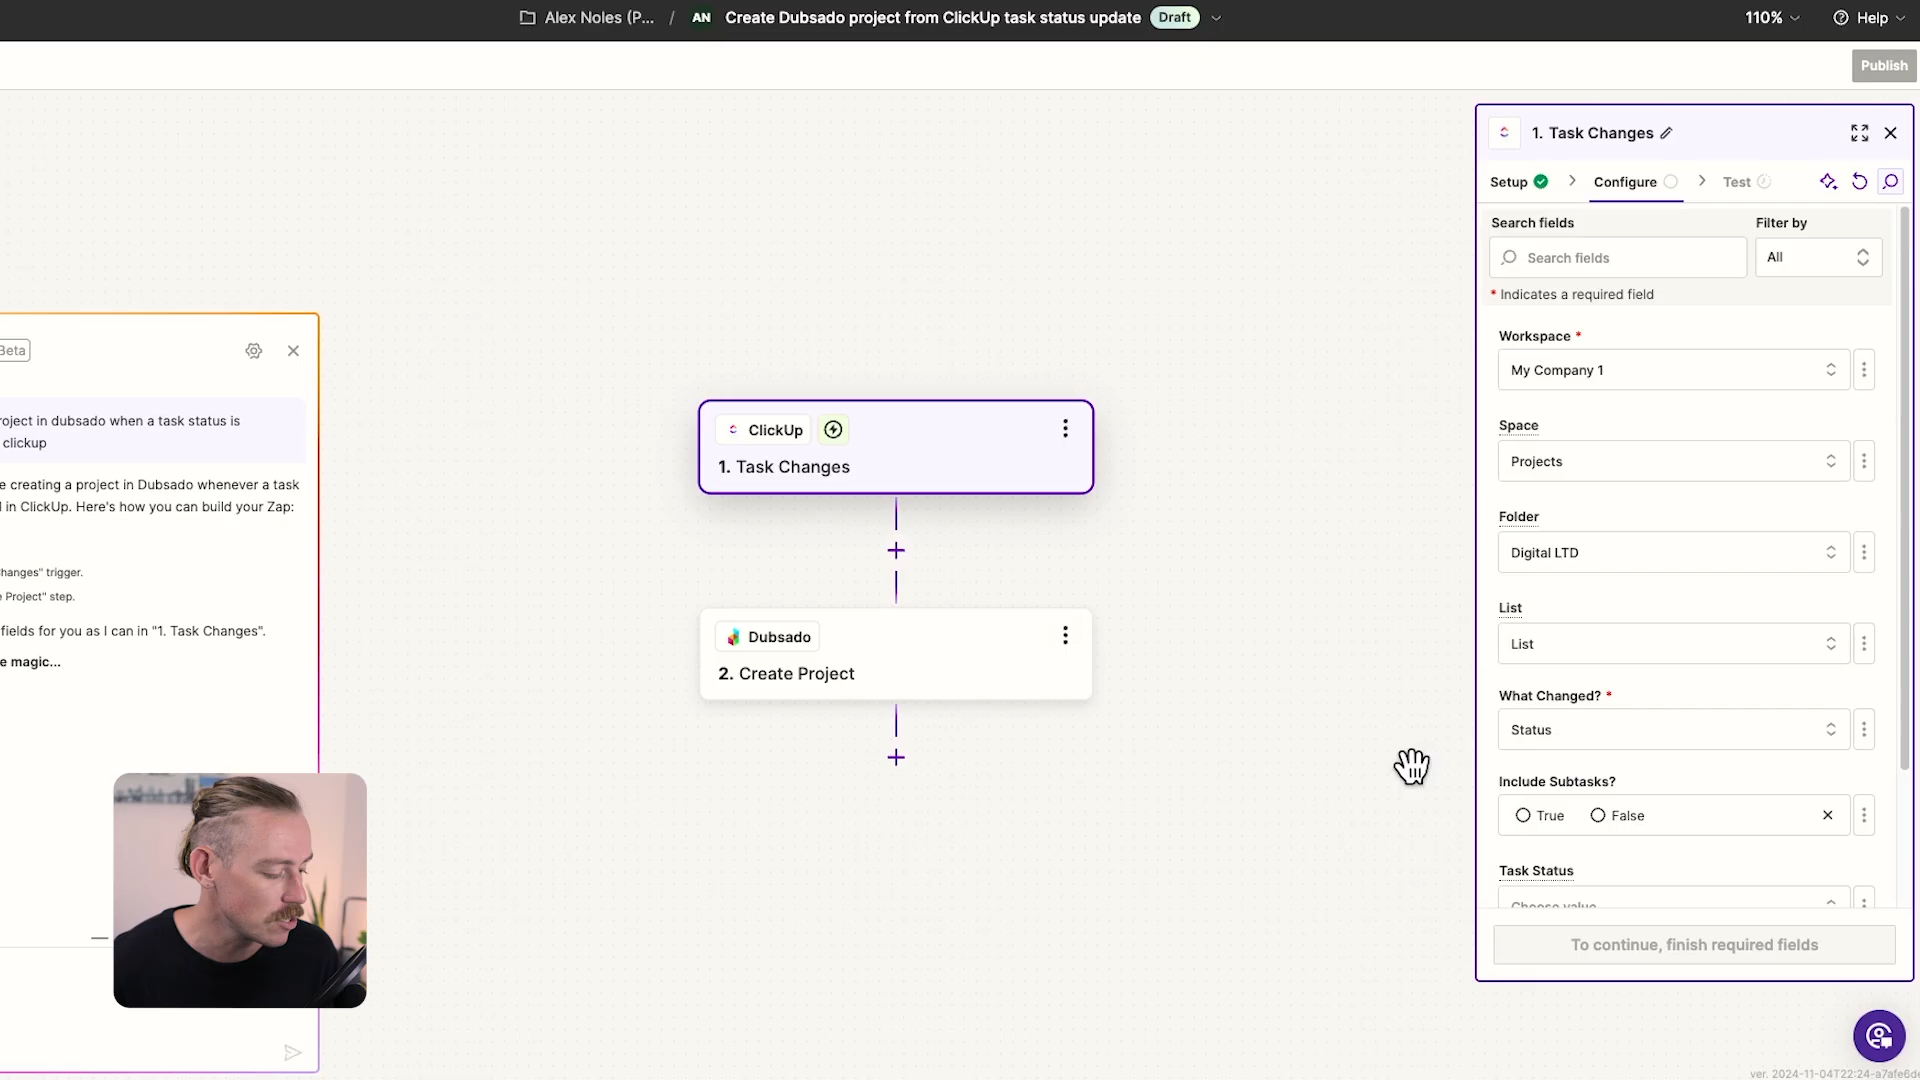 Alex Noles (P... / AN Create Dubsado project from ClickUp task status update Draft
110% Help
Publish
Beta
roject in dubsado when a task status is
clickup
e creating a project in Dubsado whenever a task
in ClickUp. Here's how you can build your Zap:
hanges" trigger.
e Project" step.
fields for you as I can in "1. Task Changes".
e magic...
ClickUp
1. Task Changes
Dubsado
2. Create Project
1. Task Changes
Setup Configure Test
Search fields Filter by
Search fields All
* Indicates a required field
Workspace *
My Company 1
Space
Projects
Folder
Digital LTD
List
List
What Changed? *
Status
Include Subtasks?
True False
Task Status
Choose value
To continue, finish required fields